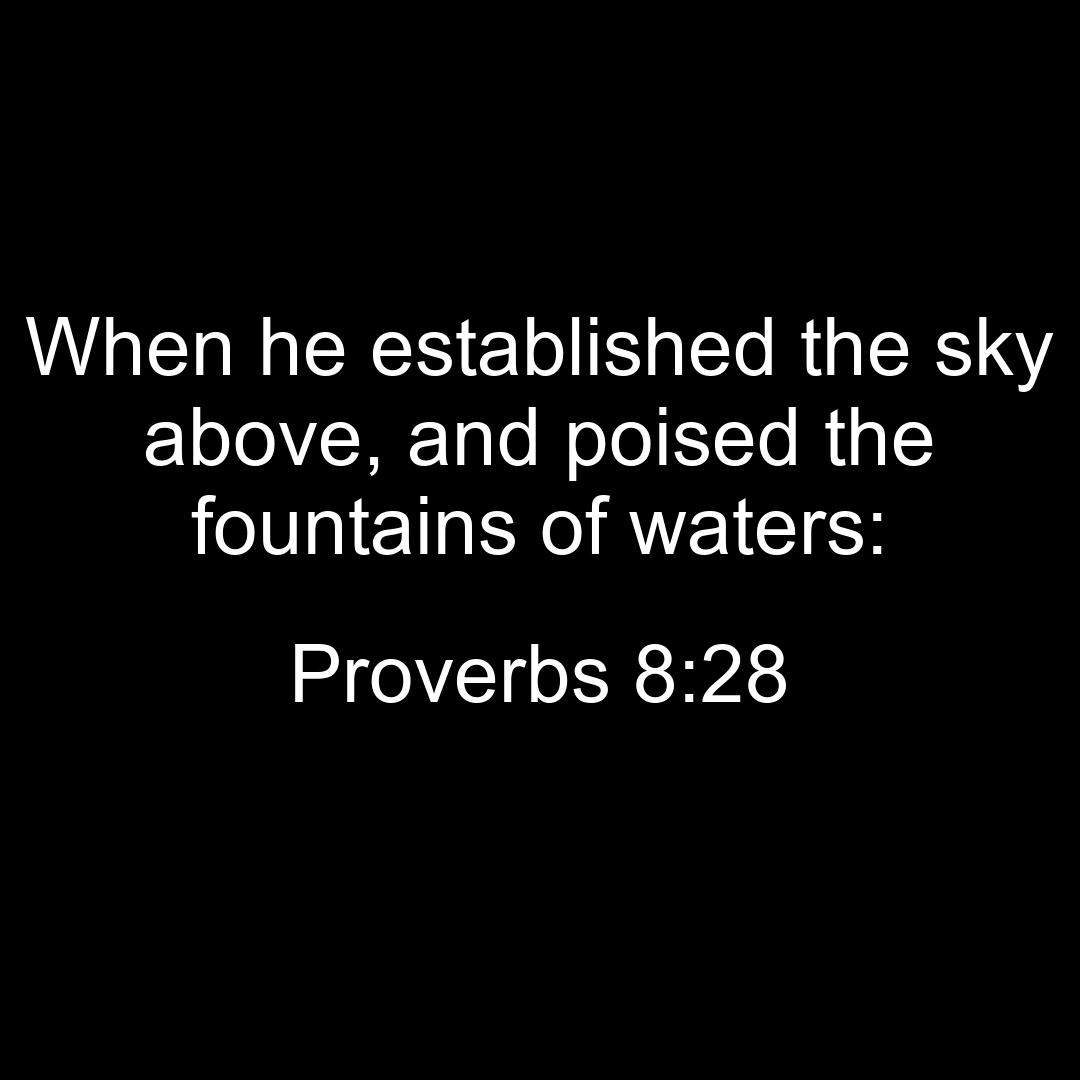 When he established the sky
above, and poised the
fountains of waters:
Proverbs 8:28